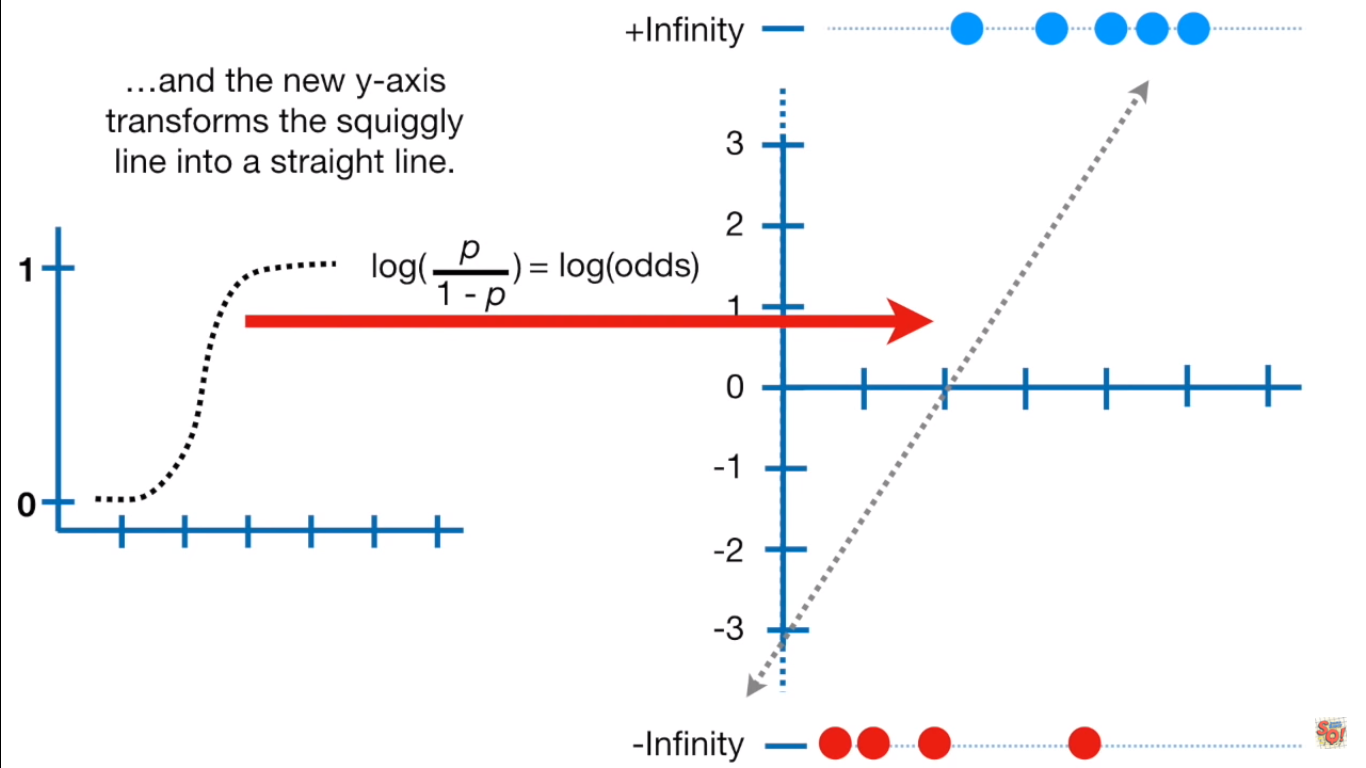 +Infinity
…and the new y-axis
transforms the squiggly
line into a straight line.
3
2
1
log(p/1 - p) = log(odds)
1
0
0
-1
-2
-3
-Infinity
SQ!